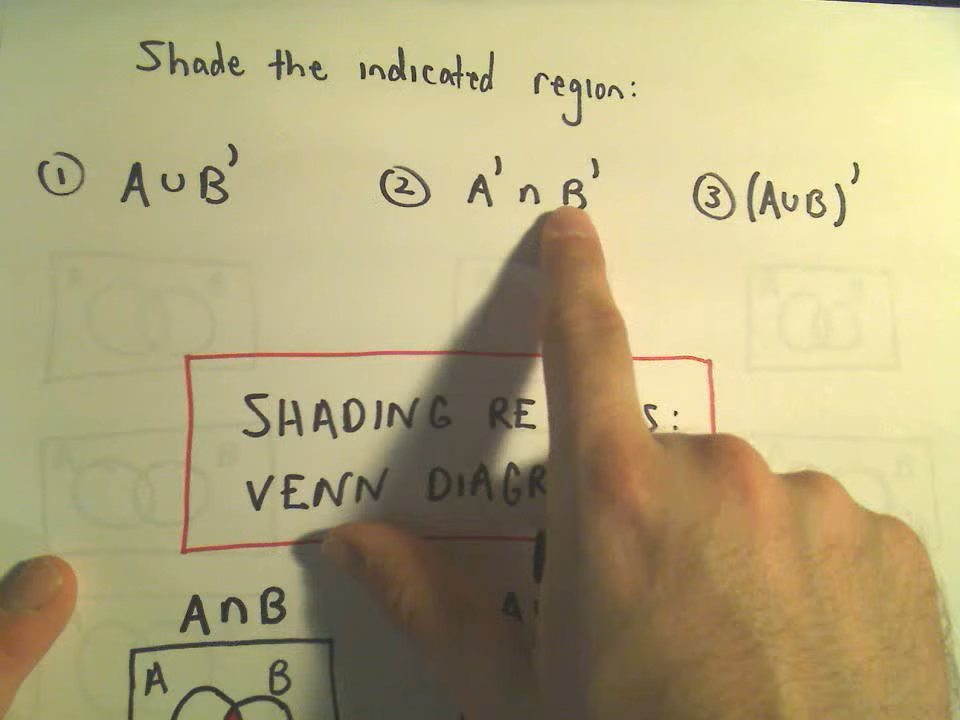 Shade the indicated region:
① A∪B' ② A'∩B' ③ (A∪B)'
SHADING RE S:
VENN DIAGR
A∩B
A
A B